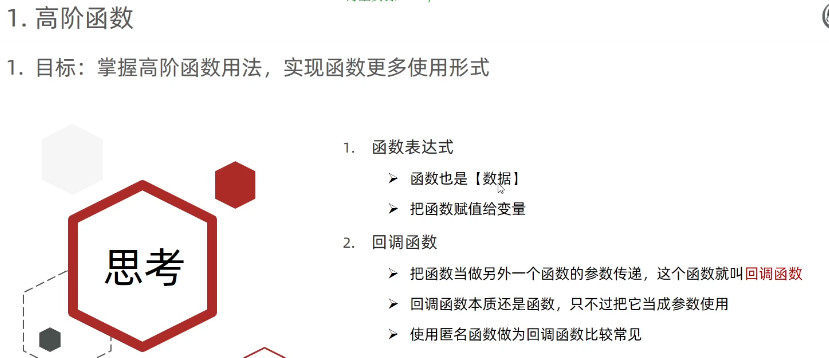 1. 高阶函数
1. 目标：掌握高阶函数用法，实现函数更多使用形式
思考
1. 函数表达式
➢ 函数也是【数据】
➢ 把函数赋值给变量
2. 回调函数
➢ 把函数当做另外一个函数的参数传递，这个函数就叫回调函数
➢ 回调函数本质还是函数，只不过把它当成参数使用
➢ 使用匿名函数做为回调函数比较常见